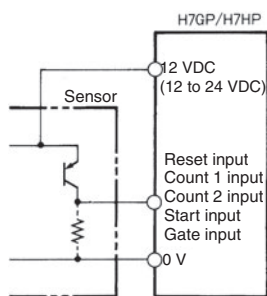 H7GP/H7HP
12 VDC
(12 to 24 VDC)
Sensor
Reset input
Count 1 input
Count 2 input
Start input
Gate input
0 V